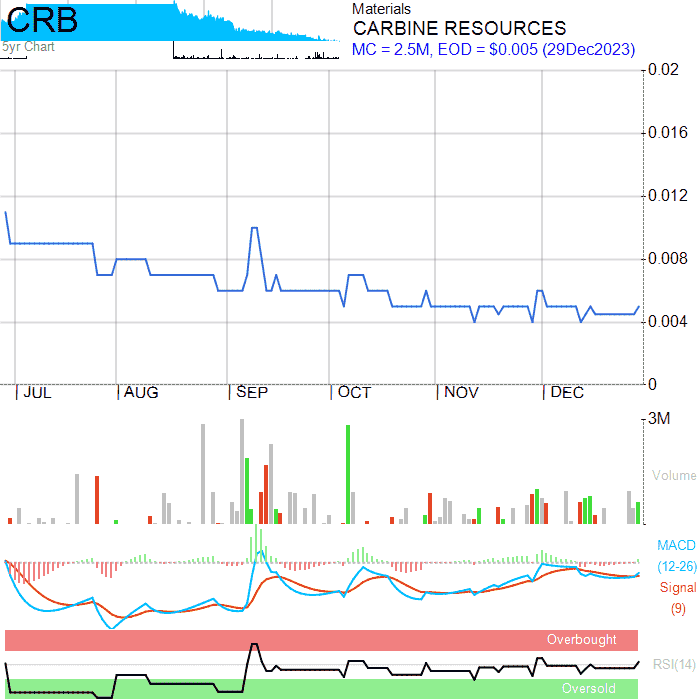 CRB
5yr Chart
Materials
CARBINE RESOURCES
MC = 2.5M, EOD = $0.005 (29Dec2023)
0.02
0.016
0.012
0.008
0.004
0
JUL AUG SEP OCT NOV DEC
3M
Volume
MACD
(12-26)
Signal
(9)
Overbought
RSI(14)
Oversold